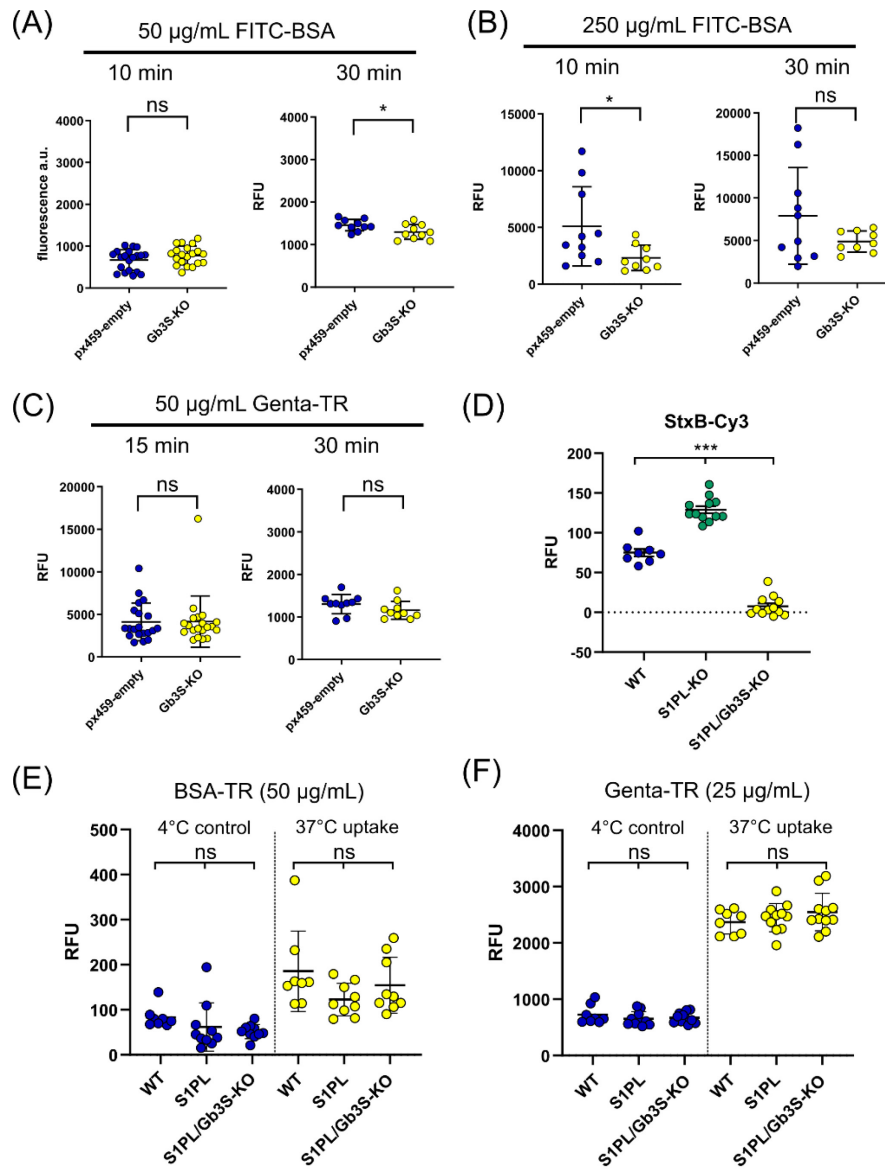 (A)
50 µg/mL FITC-BSA
10 min
30 min
ns
*
fluorescence a.u.
4000
3000
2000
1000
0
px459-empty
Gb3S-KO
RFU
4000
3000
2000
1000
0
px459-empty
Gb3S-KO
(B)
250 µg/mL FITC-BSA
10 min
30 min
*
ns
RFU
15000
10000
5000
0
px459-empty
Gb3S-KO
RFU
20000
15000
10000
5000
0
px459-empty
Gb3S-KO
(C)
50 µg/mL Genta-TR
15 min
30 min
ns
ns
RFU
20000
15000
10000
5000
0
px459-empty
Gb3S-KO
RFU
4000
3000
2000
1000
0
px459-empty
Gb3S-KO
(D)
StxB-Cy3
***
RFU
200
150
100
50
0
-50
WT
S1PL-KO
S1PL/Gb3S-KO
(E)
BSA-TR (50 µg/mL)
4°C control
37°C uptake
ns
ns
RFU
500
400
300
200
100
0
WT
S1PL
S1PL/Gb3S-KO
WT
S1PL
S1PL/Gb3S-KO
(F)
Genta-TR (25 µg/mL)
4°C control
37°C uptake
ns
ns
RFU
4000
3000
2000
1000
0
WT
S1PL
S1PL/Gb3S-KO
WT
S1PL
S1PL/Gb3S-KO